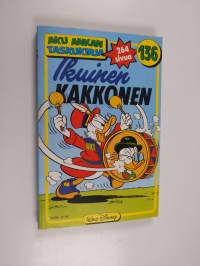 AKU ANKAN
TASKUKIRJA
264
sivua
136
Ikuinen
KAKKONEN
Walt Disney